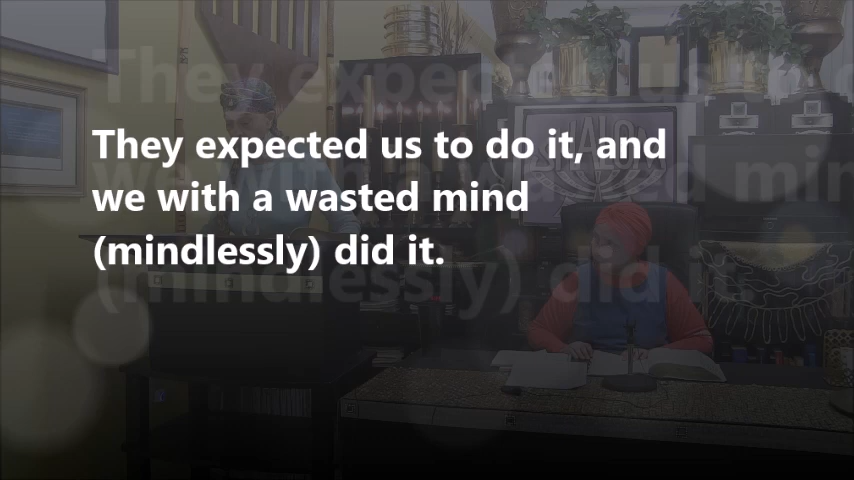 They expected us to do it, and
we with a wasted mind
(mindlessly) did it.